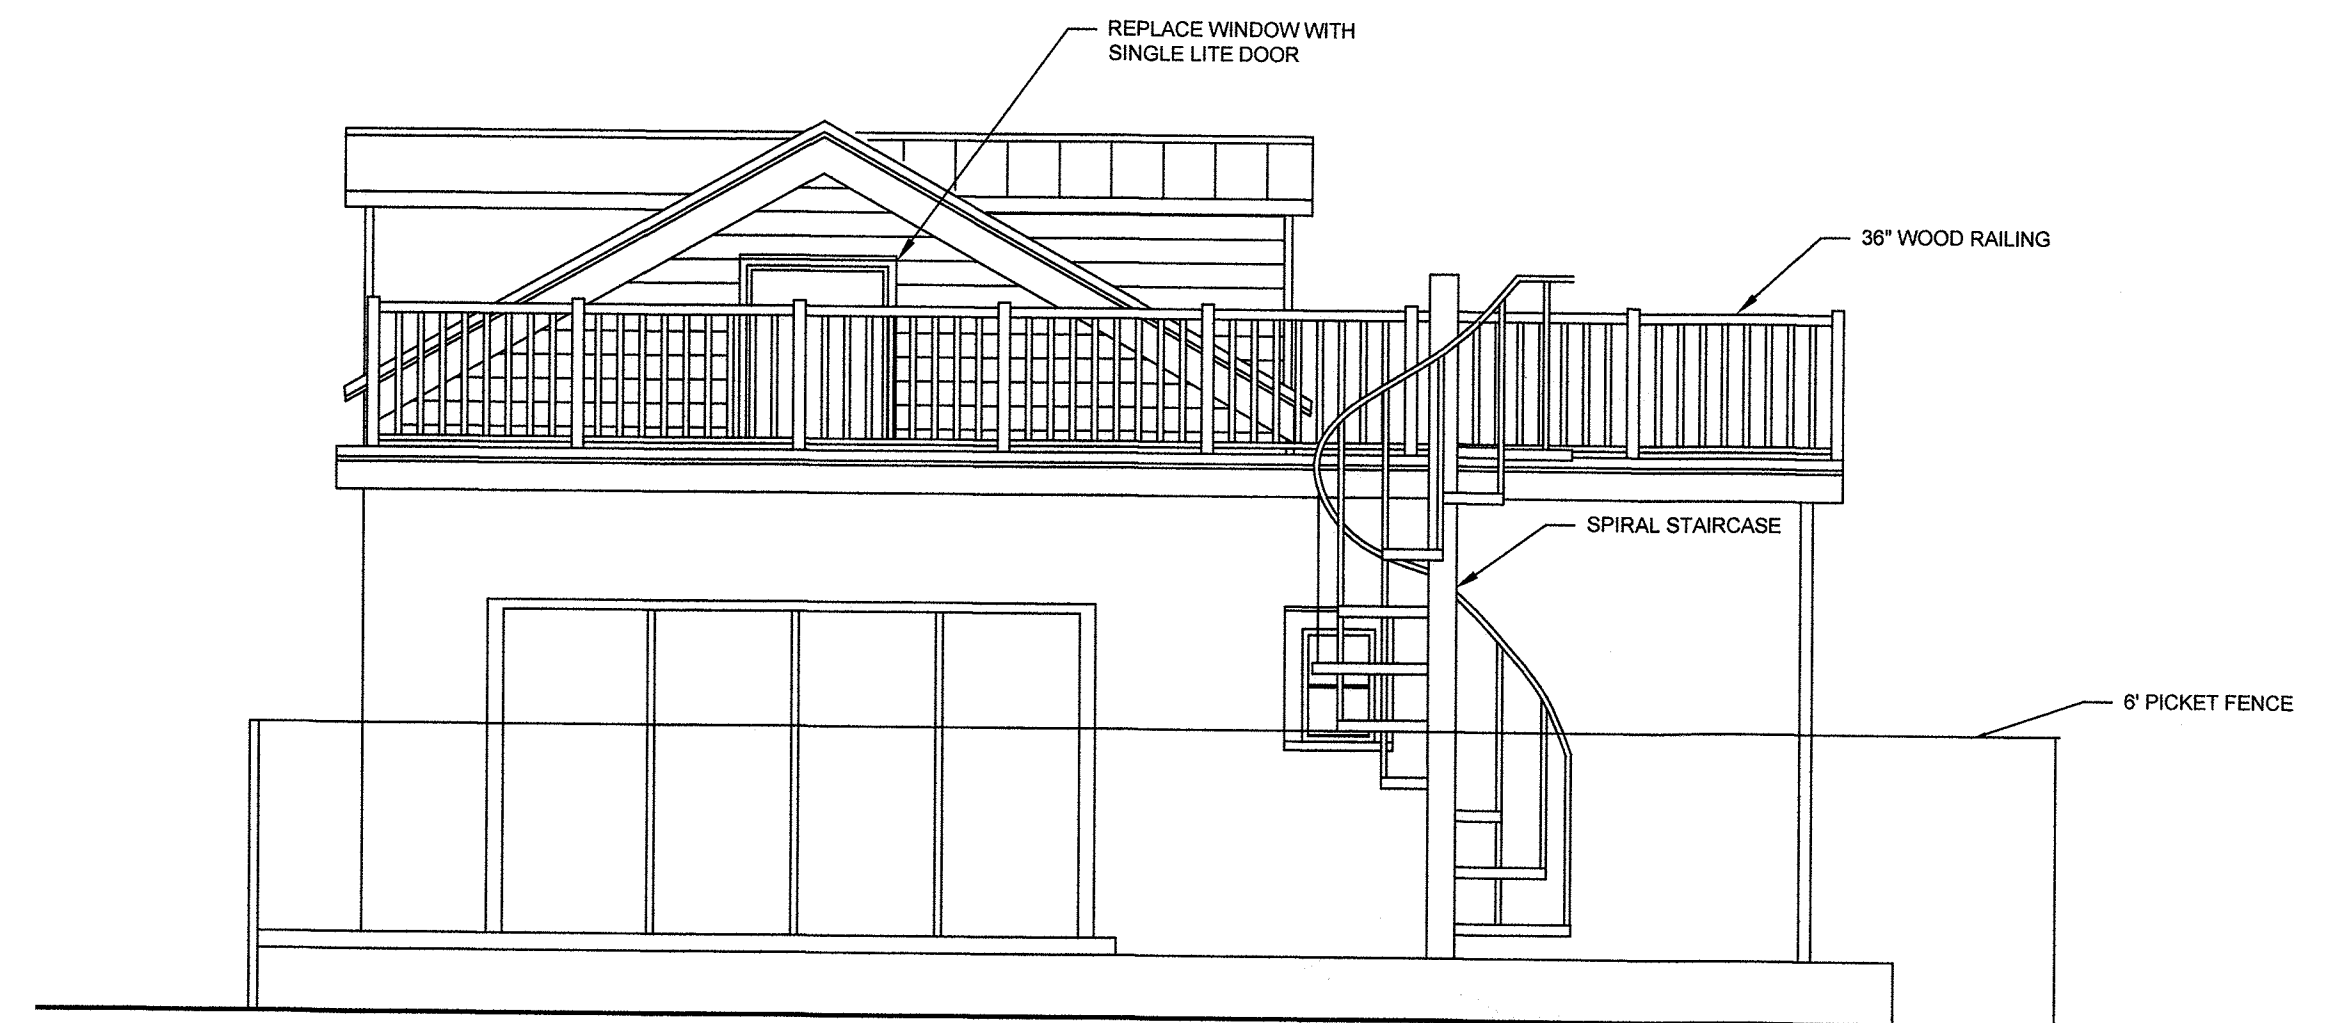 REPLACE WINDOW WITH
SINGLE LITE DOOR
36" WOOD RAILING
SPIRAL STAIRCASE
6' PICKET FENCE